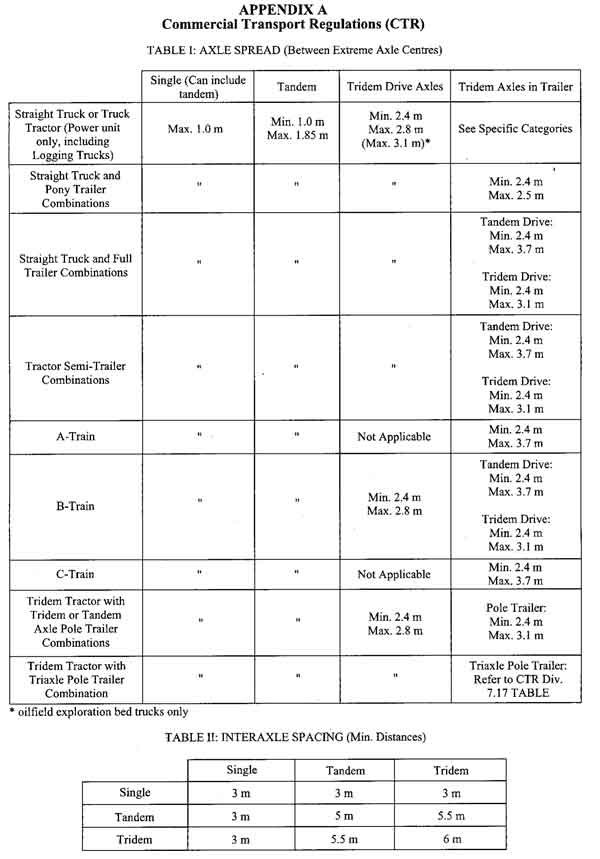 APPENDIX A
Commercial Transport Regulations (CTR)
TABLE I: AXLE SPREAD (Between Extreme Axle Centres)
Single (Can include
tandem)
Tandem
Tridem Drive Axles
Tridem Axles in Trailer
Straight Truck or Truck
Tractor (Power unit
only, including
Logging Trucks)
Max. 1.0 m
Min. 1.0 m
Max. 1.85 m
Min. 2.4 m
Max. 2.8 m
(Max. 3.1 m)*
See Specific Categories
Straight Truck and
Pony Trailer
Combinations
"
"
"
Min. 2.4 m
Max. 2.5 m
Straight Truck and Full
Trailer Combinations
"
"
"
Tandem Drive:
Min. 2.4 m
Max. 3.7 m
Tridem Drive:
Min. 2.4 m
Max. 3.1 m
Tractor Semi-Trailer
Combinations
"
"
"
Tandem Drive:
Min. 2.4 m
Max. 3.7 m
Tridem Drive:
Min. 2.4 m
Max. 3.1 m
A-Train
"
"
Not Applicable
Min. 2.4 m
Max. 3.7 m
B-Train
"
"
Min. 2.4 m
Max. 2.8 m
Tandem Drive:
Min. 2.4 m
Max. 3.7 m
Tridem Drive:
Min. 2.4 m
Max. 3.1 m
C-Train
"
"
Not Applicable
Min. 2.4 m
Max. 3.7 m
Tridem Tractor with
Tridem or Tandem
Axle Pole Trailer
Combinations
"
"
Min. 2.4 m
Max. 2.8 m
Pole Trailer:
Min. 2.4 m
Max. 3.1 m
Tridem Tractor with
Triaxle Pole Trailer
Combination
"
"
"
Triaxle Pole Trailer:
Refer to CTR Div.
7.17 TABLE
* oilfield exploration bed trucks only
TABLE II: INTERAXLE SPACING (Min. Distances)
Single
Tandem
Tridem
Single
3 m
3 m
3 m
Tandem
3 m
5 m
5.5 m
Tridem
3 m
5.5 m
6 m